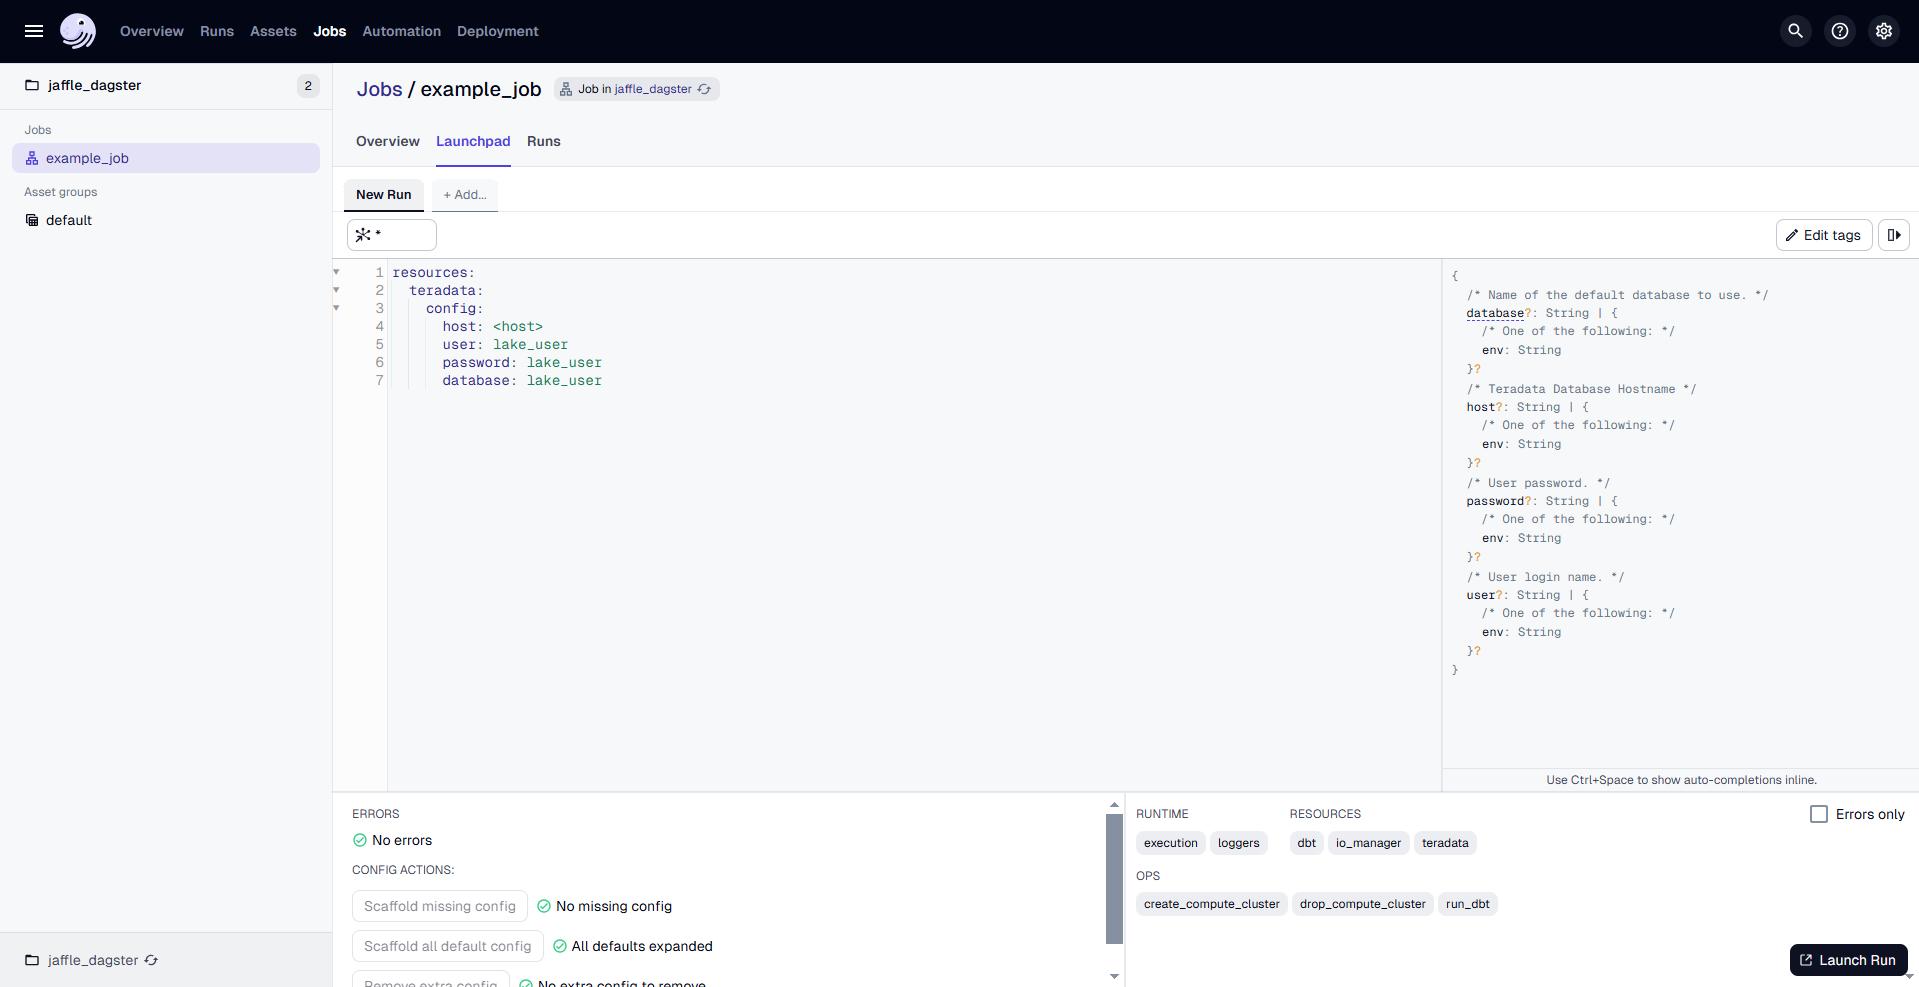 Overview Runs Assets Jobs Automation Deployment
jaffle_dagster 2
Jobs
example_job
Asset groups
default
jaffle_dagster
Jobs / example_job Job in jaffle_dagster
Overview Launchpad Runs
New Run + Add...
*
Edit tags
1 resources:
2 teradata:
3 config:
4 host: <host>
5 user: lake_user
6 password: lake_user
7 database: lake_user
{
/* Name of the default database to use. */
database?: String | {
/* One of the following: */
env: String
}?
/* Teradata Database Hostname */
host?: String | {
/* One of the following: */
env: String
}?
/* User password. */
password?: String | {
/* One of the following: */
env: String
}?
/* User login name. */
user?: String | {
/* One of the following: */
env: String
}?
}
Use Ctrl+Space to show auto-completions inline.
ERRORS
No errors
CONFIG ACTIONS:
Scaffold missing config No missing config
Scaffold all default config All defaults expanded
Remove extra config No extra config to remove
RUNTIME RESOURCES
Errors only
execution loggers dbt io_manager teradata
OPS
create_compute_cluster drop_compute_cluster run_dbt
Launch Run